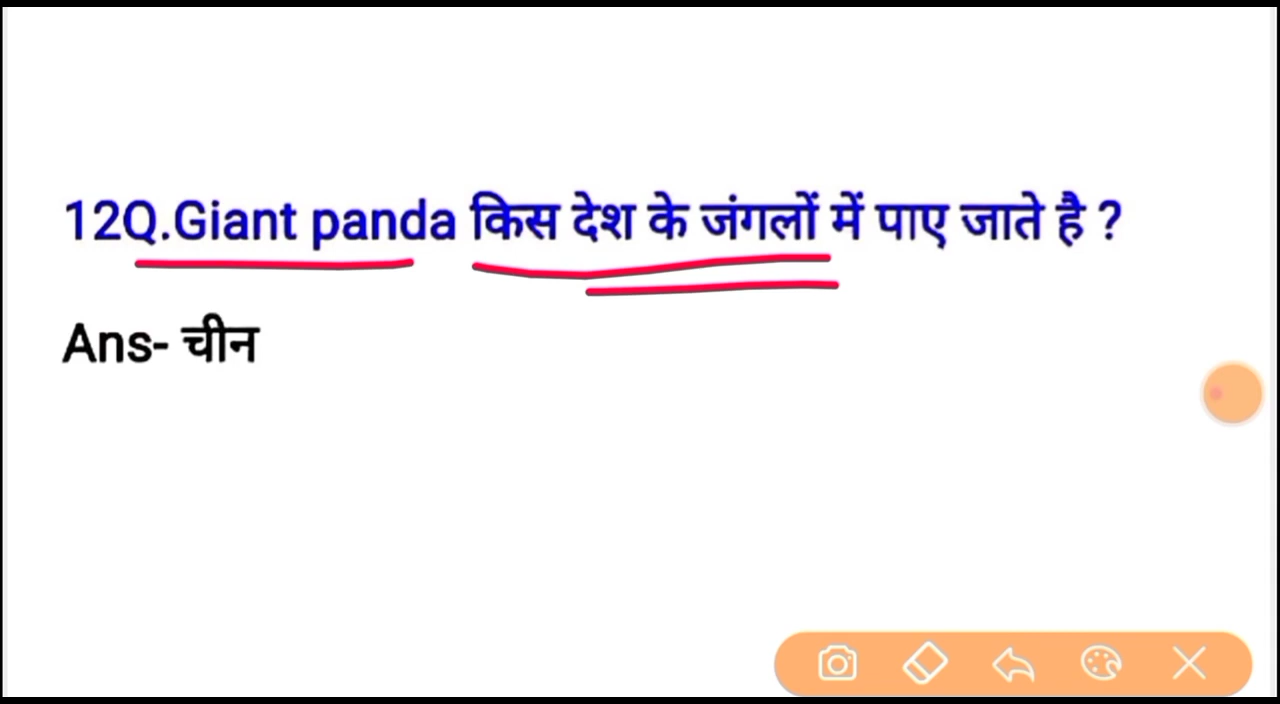 12Q.Giant panda किस देश के जंगलों में पाए जाते है ?
Ans- चीन